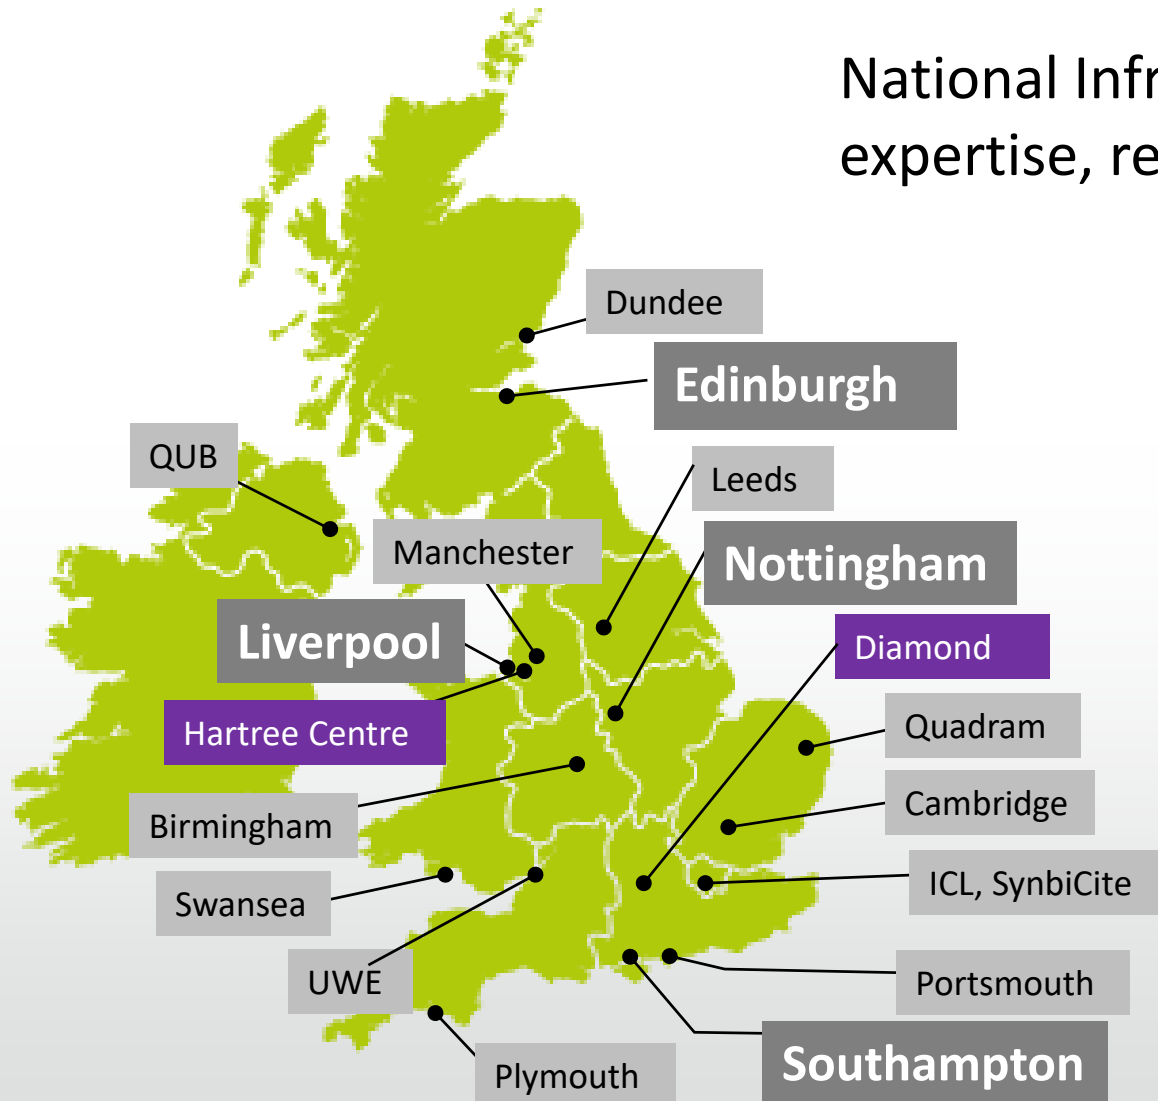 National Infr
expertise, re
Dundee
Edinburgh
QUB
Leeds
Manchester
Nottingham
Liverpool
Diamond
Hartree Centre
Quadram
Birmingham
Cambridge
Swansea
ICL, SynbiCite
UWE
Portsmouth
Plymouth
Southampton